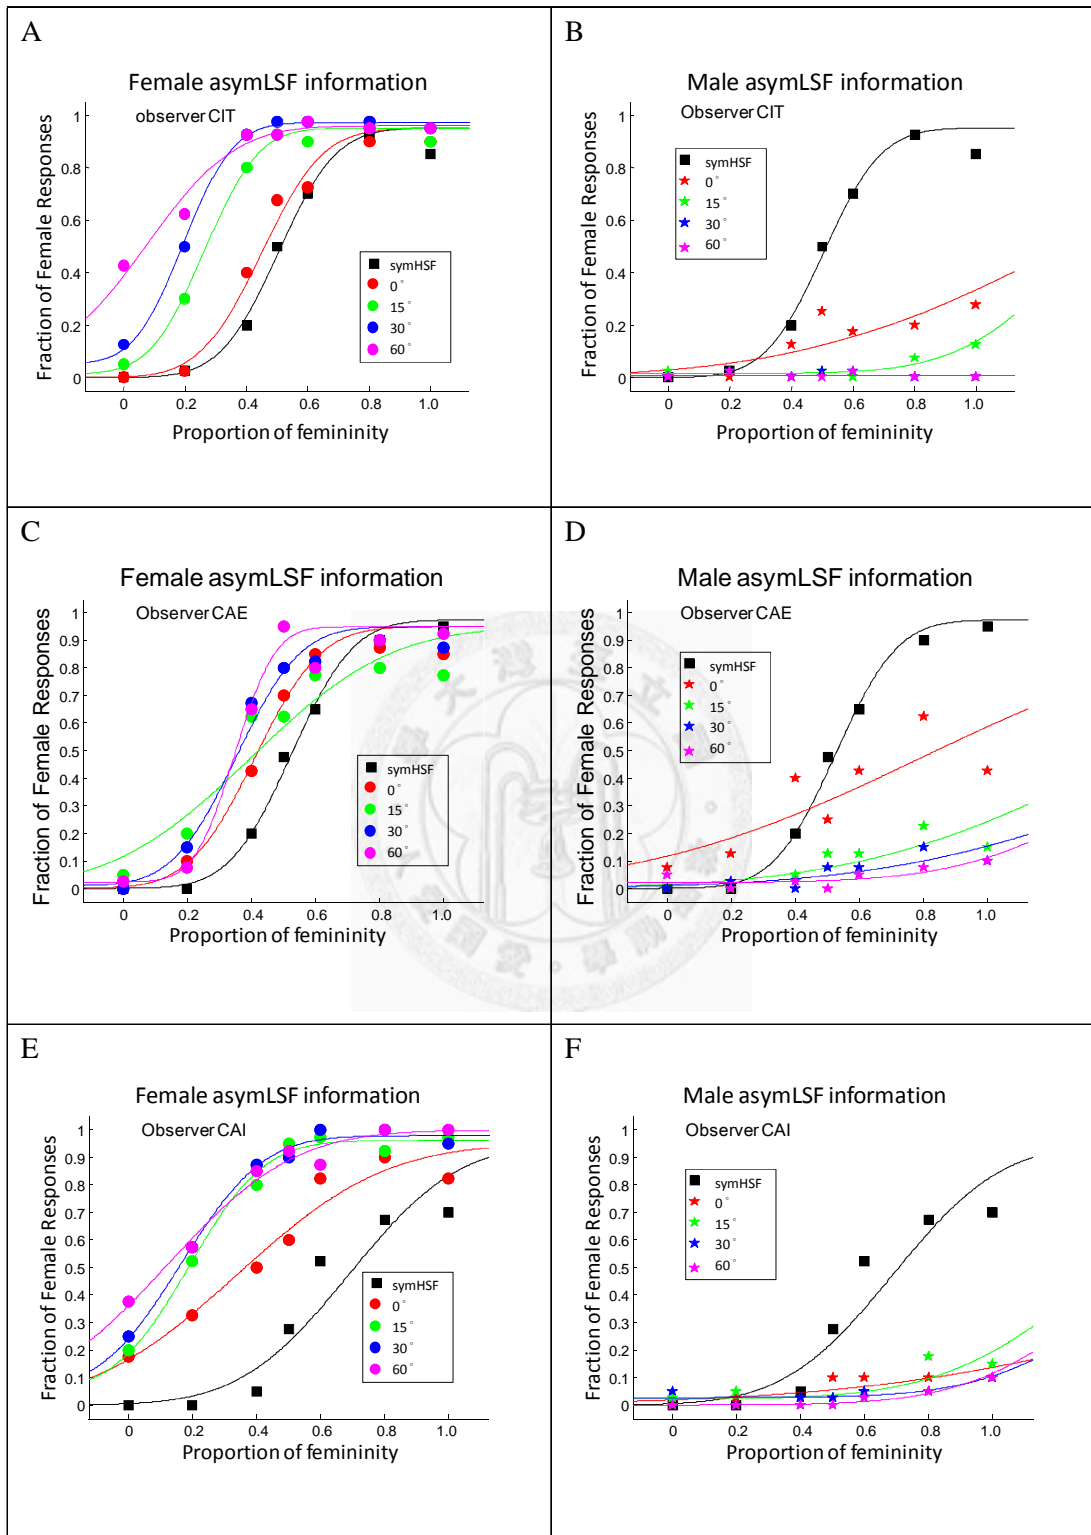 A
Female asymLSF information
observer CIT
Fraction of Female Responses
1
0.8
0.6
0.4
0.2
0
symHSF
0°
15°
30°
60°
0 0.2 0.4 0.6 0.8 1.0
Proportion of femininity
B
Male asymLSF information
Observer CIT
Fraction of Female Responses
1
0.8
0.6
0.4
0.2
0
symHSF
0°
15°
30°
60°
0 0.2 0.4 0.6 0.8 1.0
Proportion of femininity
C
Female asymLSF information
Observer CAE
Fraction of Female Responses
1
0.9
0.8
0.7
0.6
0.5
0.4
0.3
0.2
0.1
0
symHSF
0°
15°
30°
60°
0 0.2 0.4 0.6 0.8 1.0
Proportion of femininity
D
Male asymLSF information
Observer CAE
Fraction of Female Responses
1
0.9
0.8
0.7
0.6
0.5
0.4
0.3
0.2
0.1
0
symHSF
0°
15°
30°
60°
0 0.2 0.4 0.6 0.8 1.0
Proportion of femininity
E
Female asymLSF information
Observer CAI
Fraction of Female Responses
1
0.9
0.8
0.7
0.6
0.5
0.4
0.3
0.2
0.1
0
symHSF
0°
15°
30°
60°
0 0.2 0.4 0.6 0.8 1.0
Proportion of femininity
F
Male asymLSF information
Observer CAI
Fraction of Female Responses
1
0.9
0.8
0.7
0.6
0.5
0.4
0.3
0.2
0.1
0
symHSF
0°
15°
30°
60°
0 0.2 0.4 0.6 0.8 1.0
Proportion of femininity